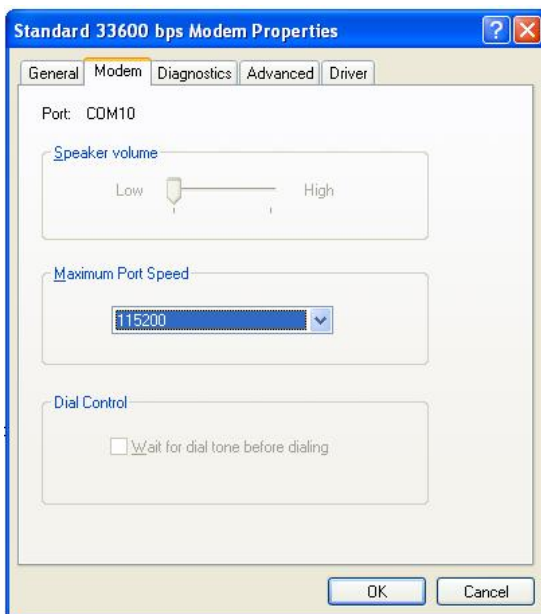 Standard 33600 bps Modem Properties
General Modem Diagnostics Advanced Driver
Port: COM10
Speaker volume
Low High
Maximum Port Speed
115200
Dial Control
Wait for dial tone before dialing
OK Cancel